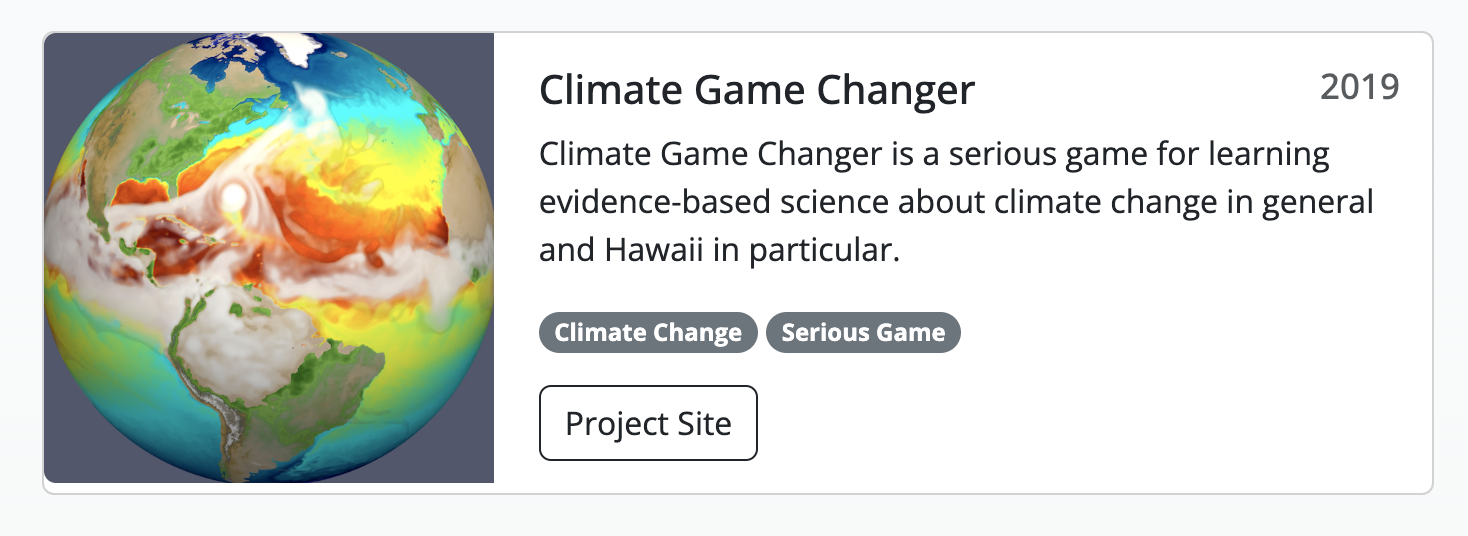 Climate Game Changer
2019
Climate Game Changer is a serious game for learning
evidence-based science about climate change in general
and Hawaii in particular.
Climate Change
Serious Game
Project Site